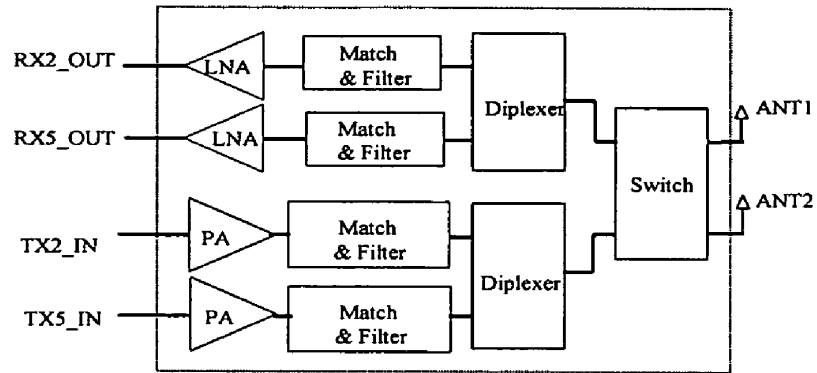 RX2_OUT
LNA
Match
& Filter
Diplexer
ANT1
RX5_OUT
LNA
Match
& Filter
Switch
ANT2
TX2_IN
PA
Match
& Filter
Diplexer
TX5_IN
PA
Match
& Filter